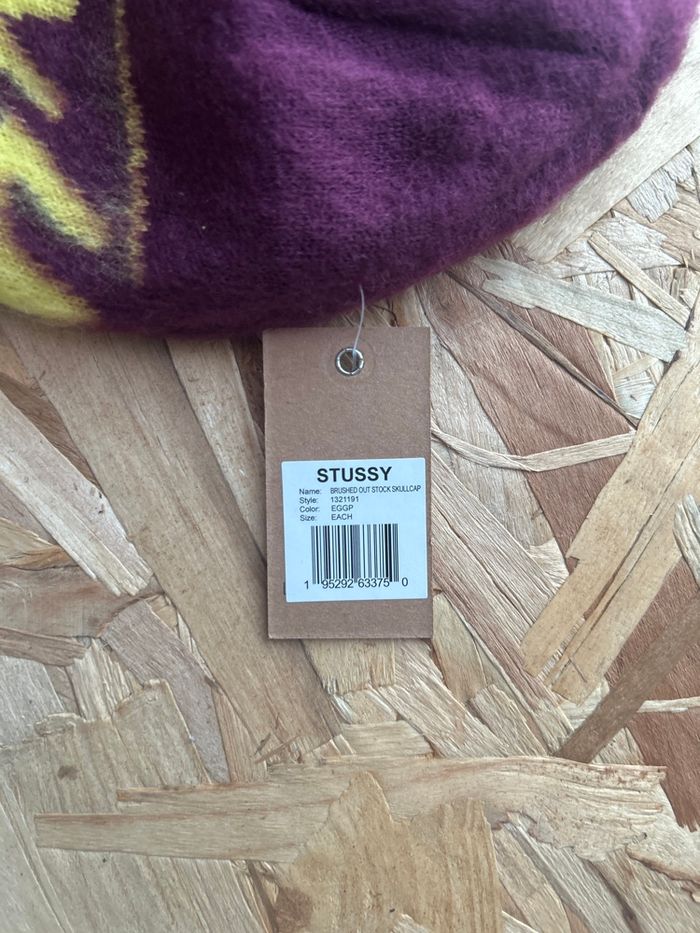 STUSSY
Name: BRUSHED OUT STOCK SKULLCAP
Style: 1321191
Color: EGGP
Size: EACH
1 95292 63375 0